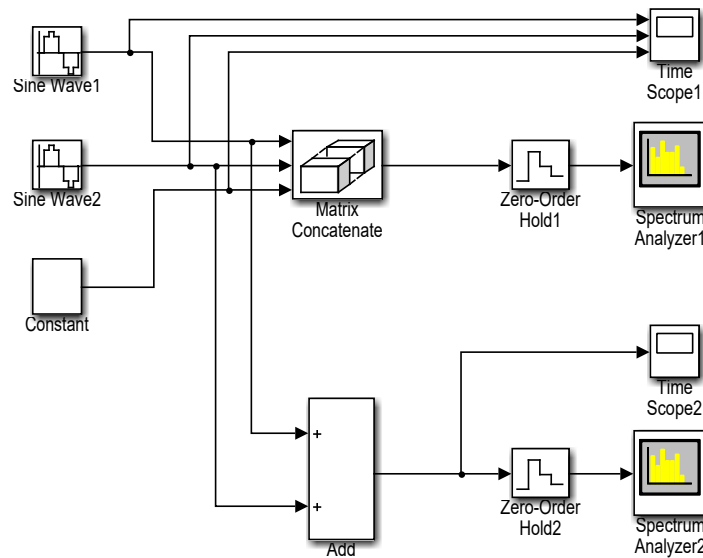 Sine Wave1
Time
Scope1
Sine Wave2
Matrix
Concatenate
Zero-Order
Hold1
Spectrum
Analyzer1
Constant
Time
Scope2
+
+
Add
Zero-Order
Hold2
Spectrum
Analyzer2